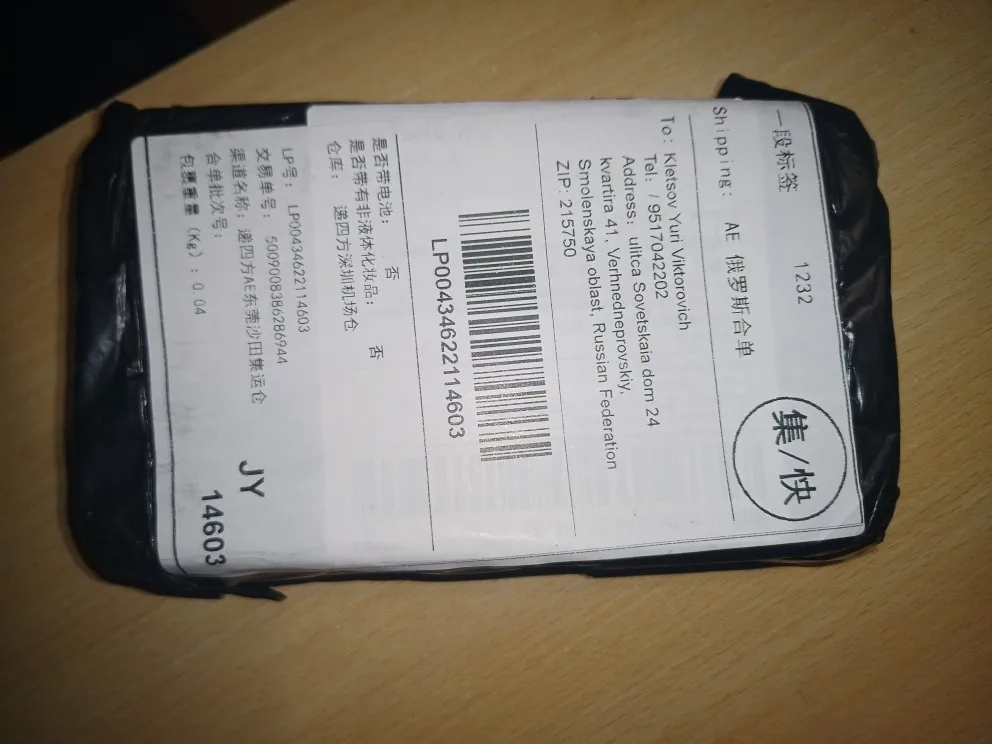 一段标签 1232
Shipping: AE 俄罗斯合单
集/快
To: Kletsov Yuri Viktorovich
Tel: /9517042202
Address: ulitca Sovetskaia dom 24
kvartira 41, Verhnedneprovskiy,
Smolenskaya oblast, Russian Federation
ZIP: 215750
LP00434622114603
是否带电池: 否
是否带有非液体化妆品: 否
仓库: 递四方深圳机场仓
LP号: LP00434622114603
交易单号: 5009008386286944
渠道名称: 递四方AE东莞沙田集运仓
合单批次号:
包裹重量(Kg): 0.04
JY
14603